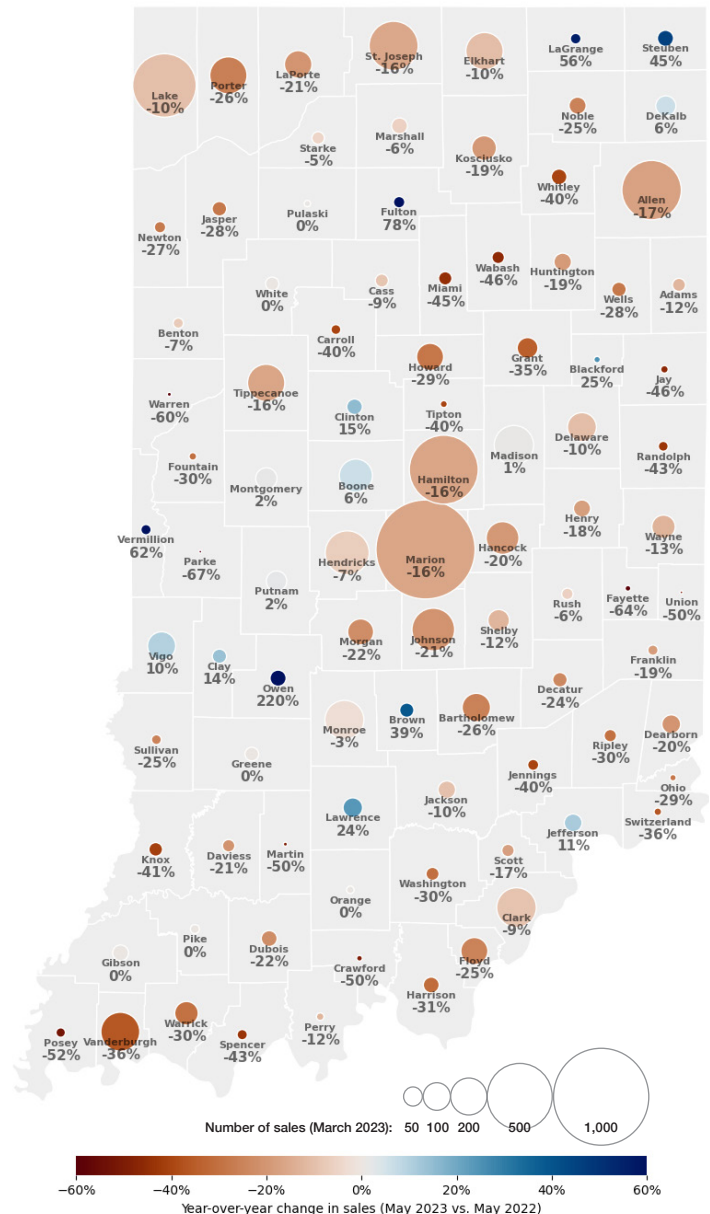 LaGrange
56%
Steuben
45%
St. Joseph
-16%
Elkhart
-10%
LaPorte
-21%
Porter
-26%
Lake
-10%
Noble
-25%
DeKalb
6%
Marshall
-6%
Starke
-5%
Kosciusko
-19%
Whitley
-40%
Allen
-17%
Fulton
78%
Pulaski
0%
Jasper
-28%
Newton
-27%
Wabash
-46%
Huntington
-19%
White
0%
Cass
-9%
Miami
-45%
Wells
-28%
Adams
-12%
Benton
-7%
Carroll
-40%
Howard
-29%
Grant
-35%
Blackford
25%
Jay
-46%
Tippecanoe
-16%
Warren
-60%
Clinton
15%
Tipton
-40%
Delaware
-10%
Madison
1%
Randolph
-43%
Fountain
-30%
Montgomery
2%
Boone
6%
Hamilton
-16%
Henry
-18%
Wayne
-13%
Vermillion
62%
Parke
-67%
Hendricks
-7%
Marion
-16%
Hancock
-20%
Putnam
2%
Rush
-6%
Fayette
-64%
Union
-50%
Morgan
-22%
Johnson
-21%
Shelby
-12%
Vigo
10%
Clay
14%
Franklin
-19%
Owen
220%
Decatur
-24%
Monroe
-3%
Brown
39%
Bartholomew
-26%
Dearborn
-20%
Ripley
-30%
Sullivan
-25%
Greene
0%
Jennings
-40%
Ohio
-29%
Jackson
-10%
Lawrence
24%
Switzerland
-36%
Jefferson
11%
Knox
-41%
Daviess
-21%
Martin
-50%
Scott
-17%
Washington
-30%
Orange
0%
Clark
-9%
Pike
0%
Dubois
-22%
Gibson
0%
Crawford
-50%
Floyd
-25%
Harrison
-31%
Warrick
-30%
Perry
-12%
Posey
-52%
Vanderburgh
-36%
Spencer
-43%
Number of sales (March 2023): 50 100 200 500 1,000
−60% −40% −20% 0% 20% 40% 60%
Year-over-year change in sales (May 2023 vs. May 2022)